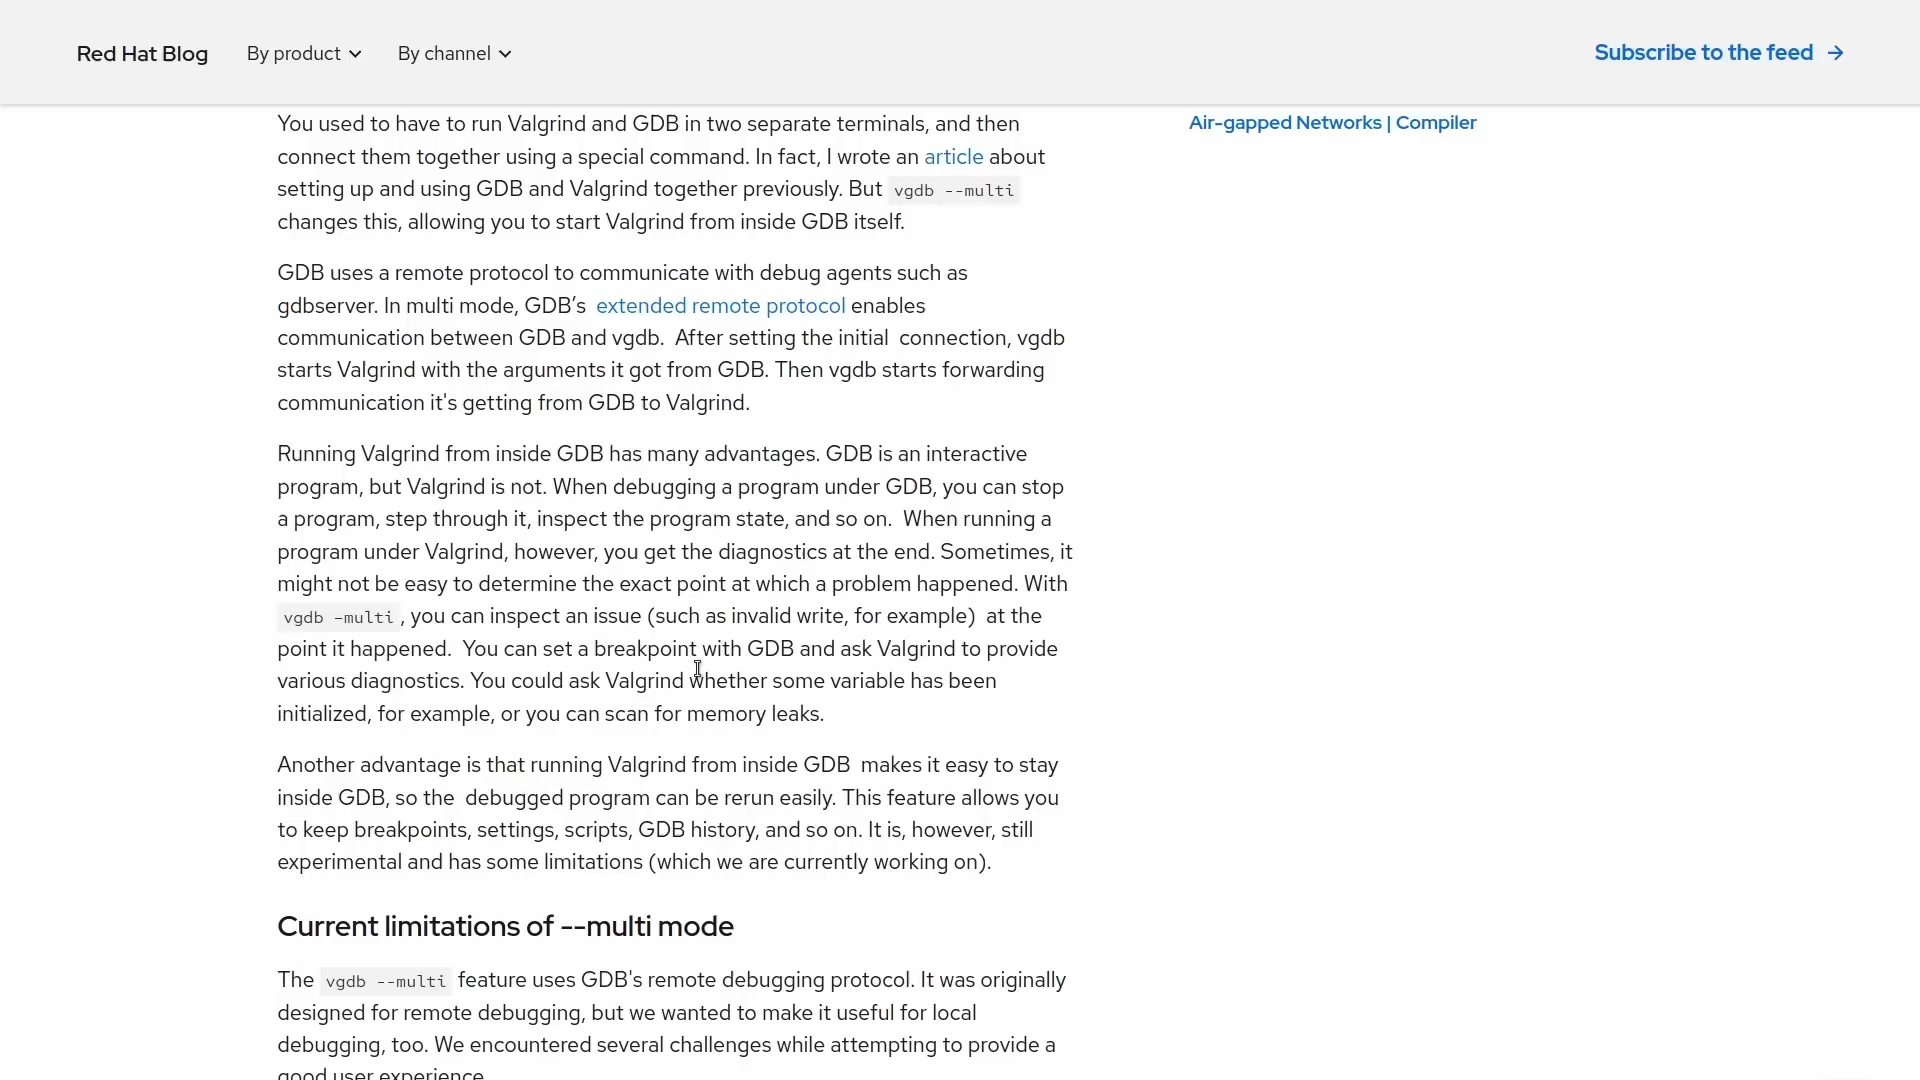 Red Hat Blog By product By channel Subscribe to the feed
You used to have to run Valgrind and GDB in two separate terminals, and then
connect them together using a special command. In fact, I wrote an article about
setting up and using GDB and Valgrind together previously. But vgdb --multi
changes this, allowing you to start Valgrind from inside GDB itself.
GDB uses a remote protocol to communicate with debug agents such as
gdbserver. In multi mode, GDB’s extended remote protocol enables
communication between GDB and vgdb. After setting the initial connection, vgdb
starts Valgrind with the arguments it got from GDB. Then vgdb starts forwarding
communication it's getting from GDB to Valgrind.
Running Valgrind from inside GDB has many advantages. GDB is an interactive
program, but Valgrind is not. When debugging a program under GDB, you can stop
a program, step through it, inspect the program state, and so on. When running a
program under Valgrind, however, you get the diagnostics at the end. Sometimes, it
might not be easy to determine the exact point at which a problem happened. With
vgdb –multi, you can inspect an issue (such as invalid write, for example) at the
point it happened. You can set a breakpoint with GDB and ask Valgrind to provide
various diagnostics. You could ask Valgrind whether some variable has been
initialized, for example, or you can scan for memory leaks.
Another advantage is that running Valgrind from inside GDB makes it easy to stay
inside GDB, so the debugged program can be rerun easily. This feature allows you
to keep breakpoints, settings, scripts, GDB history, and so on. It is, however, still
experimental and has some limitations (which we are currently working on).
Current limitations of --multi mode
The vgdb --multi feature uses GDB's remote debugging protocol. It was originally
designed for remote debugging, but we wanted to make it useful for local
debugging, too. We encountered several challenges while attempting to provide a
good user experience.
Air-gapped Networks | Compiler